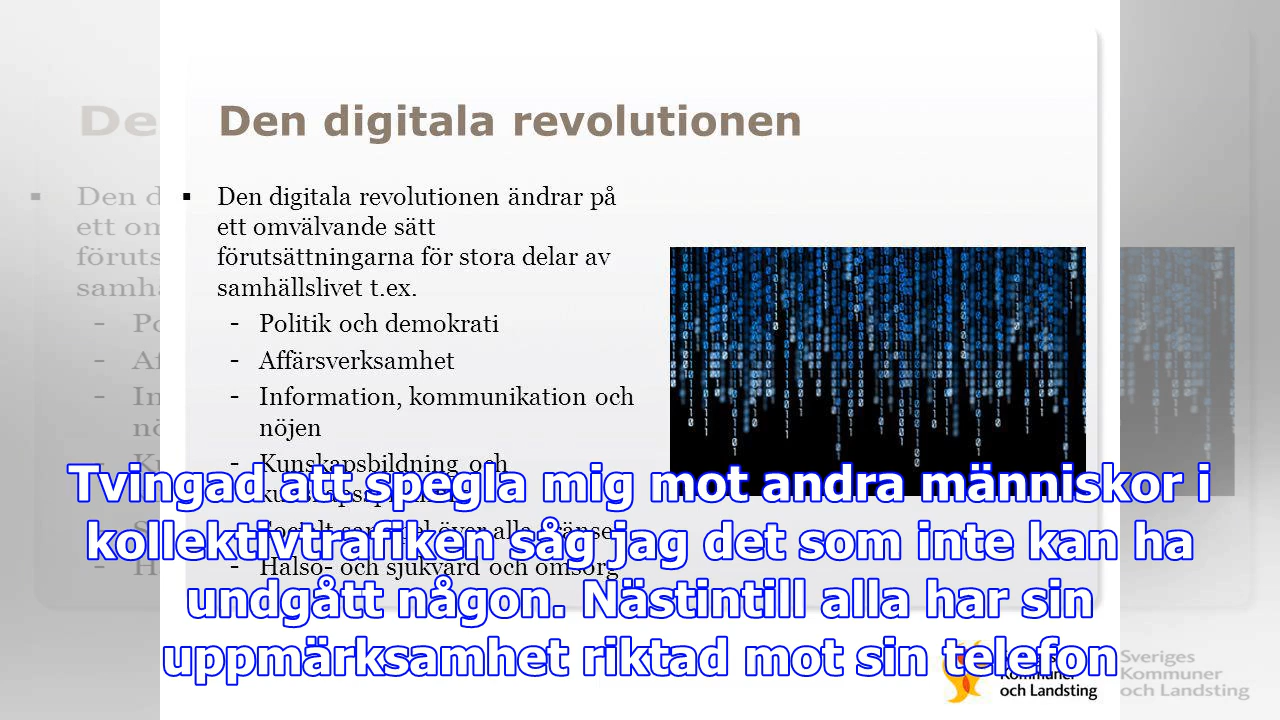 Den digitala revolutionen
Den digitala revolutionen ändrar på
ett omvälvande sätt
förutsättningarna för stora delar av
samhällslivet t.ex.
- Politik och demokrati
- Affärsverksamhet
- Information, kommunikation och
nöjen
- Kunskapsbildning och
- Hälso- och sjukvård och omsorg
Tvingad att spegla mig mot andra människor i
kollektivtrafiken såg jag det som inte kan ha
undgått någon. Nästintill alla har sin
uppmärksamhet riktad mot sin telefon
Kommuner
och Landsting
Sveriges
Kommuner
och Landsting